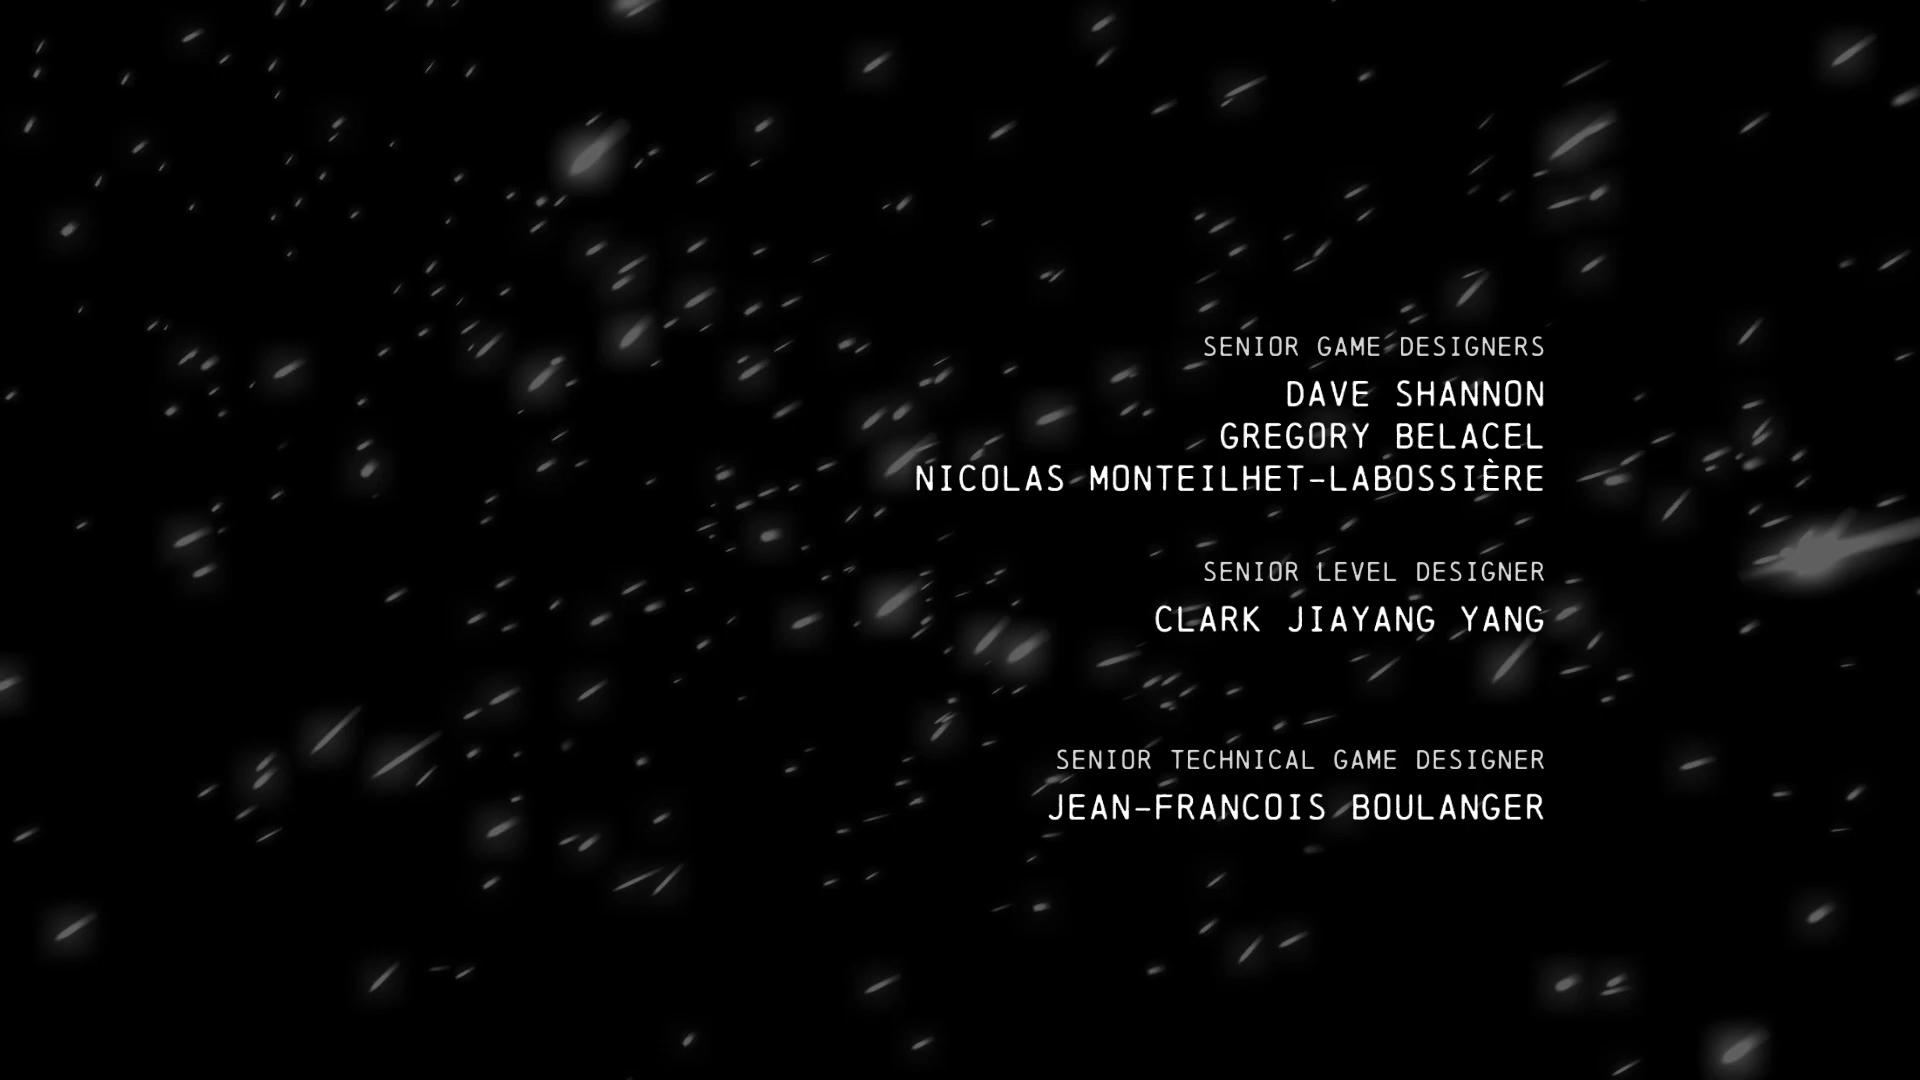 SENIOR GAME DESIGNERS
DAVE SHANNON
GREGORY BELACEL
NICOLAS MONTEILHET-LABOSSIÈRE
SENIOR LEVEL DESIGNER
CLARK JIAYANG YANG
SENIOR TECHNICAL GAME DESIGNER
JEAN-FRANCOIS BOULANGER